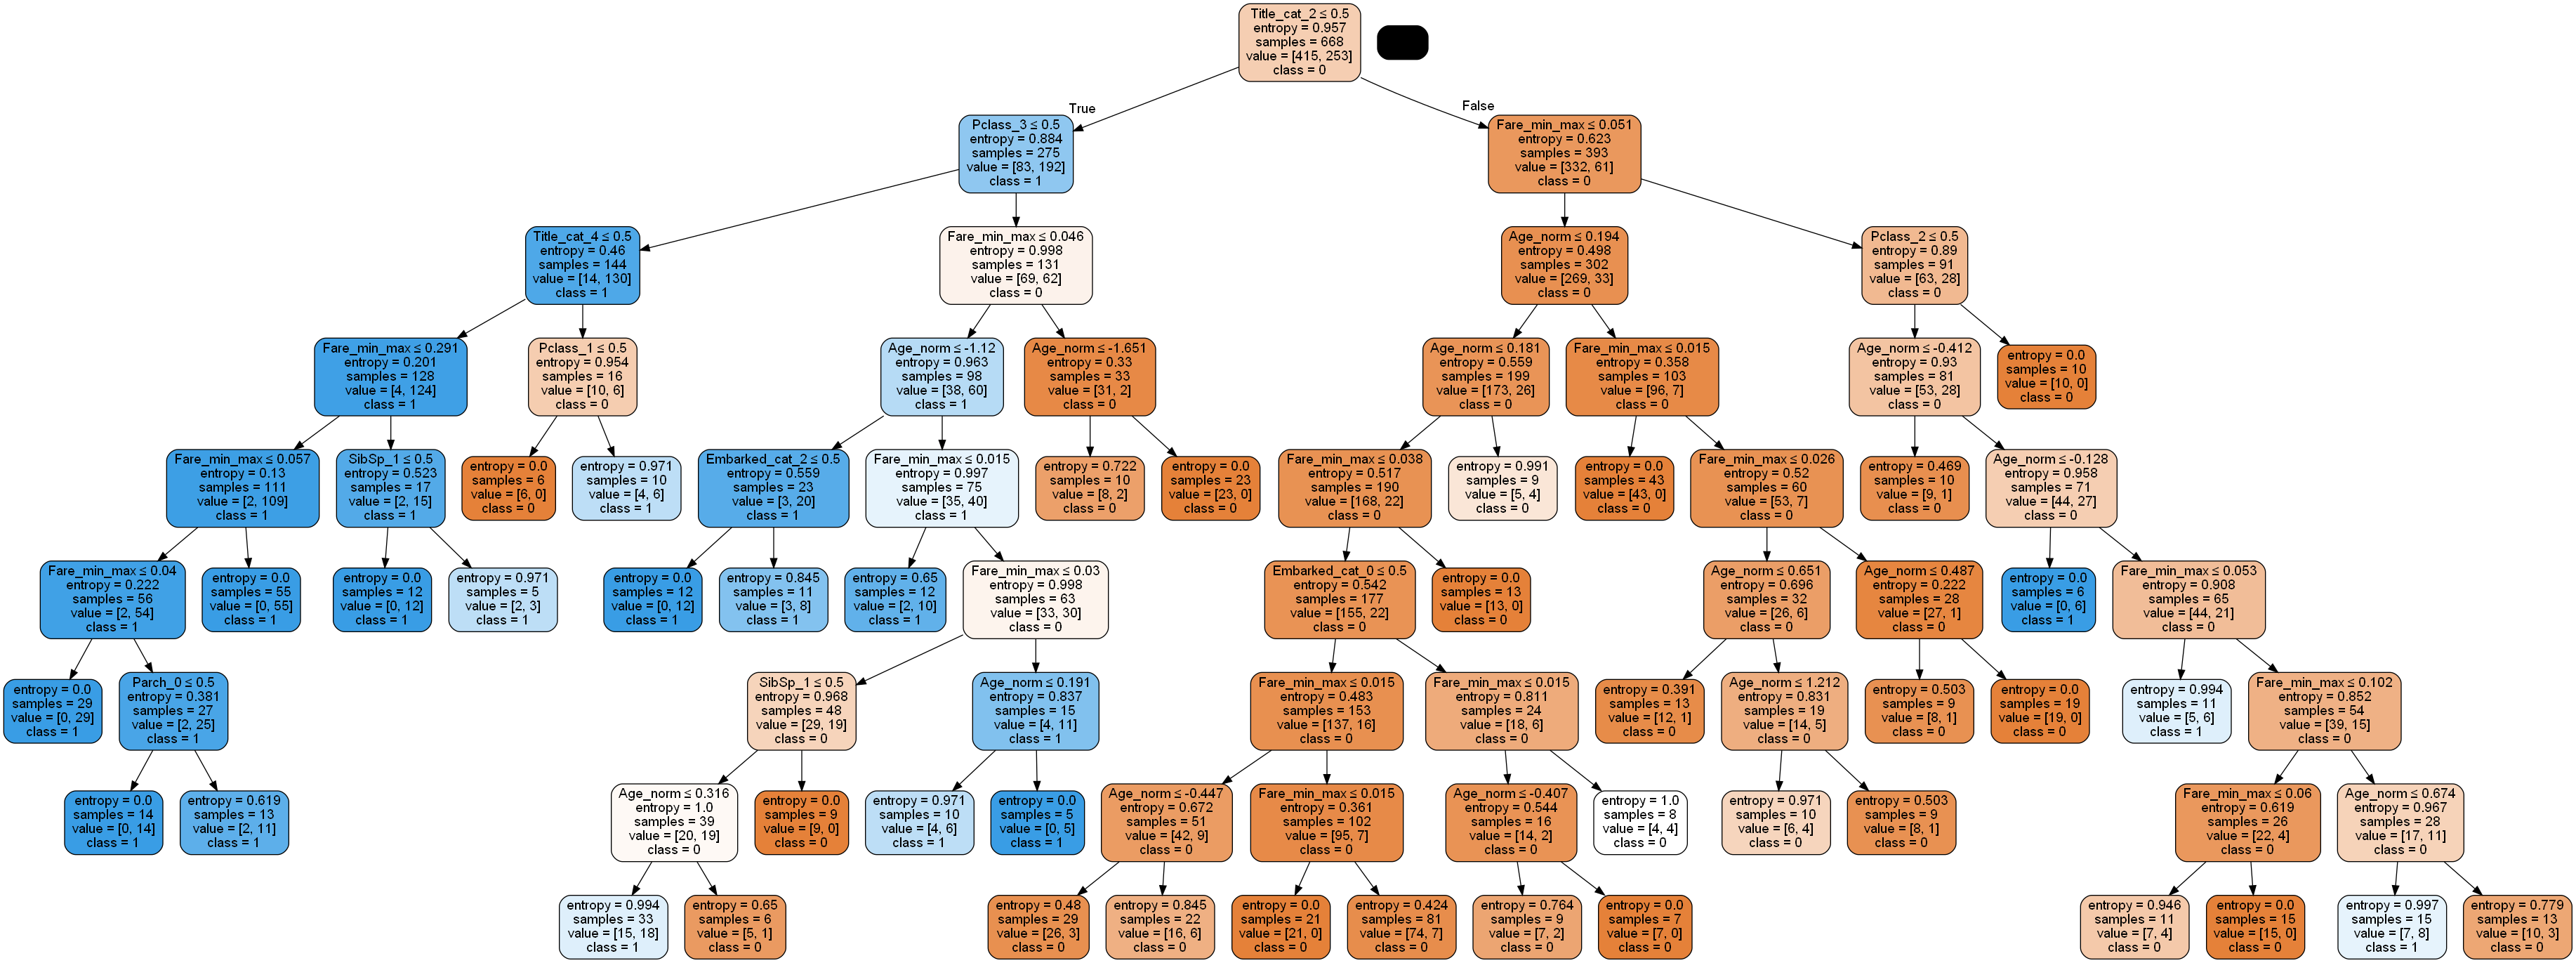 Title_cat_2 ≤ 0.5
entropy = 0.957
samples = 668
value = [415, 253]
class = 0
True
False
Pclass_3 ≤ 0.5
entropy = 0.884
samples = 275
value = [83, 192]
class = 1
Fare_min_max ≤ 0.051
entropy = 0.623
samples = 393
value = [332, 61]
class = 0
Title_cat_4 ≤ 0.5
entropy = 0.46
samples = 144
value = [14, 130]
class = 1
Fare_min_max ≤ 0.046
entropy = 0.998
samples = 131
value = [69, 62]
class = 0
Age_norm ≤ 0.194
entropy = 0.498
samples = 302
value = [269, 33]
class = 0
Pclass_2 ≤ 0.5
entropy = 0.89
samples = 91
value = [63, 28]
class = 0
Fare_min_max ≤ 0.291
entropy = 0.201
samples = 128
value = [4, 124]
class = 1
Pclass_1 ≤ 0.5
entropy = 0.954
samples = 16
value = [10, 6]
class = 0
Age_norm ≤ -1.12
entropy = 0.963
samples = 98
value = [38, 60]
class = 1
Age_norm ≤ -1.651
entropy = 0.33
samples = 33
value = [31, 2]
class = 0
Age_norm ≤ 0.181
entropy = 0.559
samples = 199
value = [173, 26]
class = 0
Fare_min_max ≤ 0.015
entropy = 0.358
samples = 103
value = [96, 7]
class = 0
Age_norm ≤ -0.412
entropy = 0.93
samples = 81
value = [53, 28]
class = 0
entropy = 0.0
samples = 10
value = [10, 0]
class = 0
Fare_min_max ≤ 0.057
entropy = 0.13
samples = 111
value = [2, 109]
class = 1
SibSp_1 ≤ 0.5
entropy = 0.523
samples = 17
value = [2, 15]
class = 1
entropy = 0.0
samples = 6
value = [6, 0]
class = 0
entropy = 0.971
samples = 10
value = [4, 6]
class = 1
Embarked_cat_2 ≤ 0.5
entropy = 0.559
samples = 23
value = [3, 20]
class = 1
Fare_min_max ≤ 0.015
entropy = 0.997
samples = 75
value = [35, 40]
class = 1
entropy = 0.722
samples = 10
value = [8, 2]
class = 0
entropy = 0.0
samples = 23
value = [23, 0]
class = 0
Fare_min_max ≤ 0.038
entropy = 0.517
samples = 190
value = [168, 22]
class = 0
entropy = 0.991
samples = 9
value = [5, 4]
class = 0
entropy = 0.0
samples = 43
value = [43, 0]
class = 0
Fare_min_max ≤ 0.026
entropy = 0.52
samples = 60
value = [53, 7]
class = 0
entropy = 0.469
samples = 10
value = [9, 1]
class = 0
Age_norm ≤ -0.128
entropy = 0.958
samples = 71
value = [44, 27]
class = 0
Fare_min_max ≤ 0.04
entropy = 0.222
samples = 56
value = [2, 54]
class = 1
entropy = 0.0
samples = 55
value = [0, 55]
class = 1
entropy = 0.0
samples = 12
value = [0, 12]
class = 1
entropy = 0.971
samples = 5
value = [2, 3]
class = 1
entropy = 0.0
samples = 12
value = [0, 12]
class = 1
entropy = 0.845
samples = 11
value = [3, 8]
class = 1
entropy = 0.65
samples = 12
value = [2, 10]
class = 1
Fare_min_max ≤ 0.03
entropy = 0.998
samples = 63
value = [33, 30]
class = 0
Embarked_cat_0 ≤ 0.5
entropy = 0.542
samples = 177
value = [155, 22]
class = 0
entropy = 0.0
samples = 13
value = [13, 0]
class = 0
Age_norm ≤ 0.651
entropy = 0.696
samples = 32
value = [26, 6]
class = 0
Age_norm ≤ 0.487
entropy = 0.222
samples = 28
value = [27, 1]
class = 0
entropy = 0.0
samples = 6
value = [0, 6]
class = 1
Fare_min_max ≤ 0.053
entropy = 0.908
samples = 65
value = [44, 21]
class = 0
entropy = 0.0
samples = 29
value = [0, 29]
class = 1
Parch_0 ≤ 0.5
entropy = 0.381
samples = 27
value = [2, 25]
class = 1
SibSp_1 ≤ 0.5
entropy = 0.968
samples = 48
value = [29, 19]
class = 0
Age_norm ≤ 0.191
entropy = 0.837
samples = 15
value = [4, 11]
class = 1
Fare_min_max ≤ 0.015
entropy = 0.483
samples = 153
value = [137, 16]
class = 0
Fare_min_max ≤ 0.015
entropy = 0.811
samples = 24
value = [18, 6]
class = 0
entropy = 0.391
samples = 13
value = [12, 1]
class = 0
Age_norm ≤ 1.212
entropy = 0.831
samples = 19
value = [14, 5]
class = 0
entropy = 0.503
samples = 9
value = [8, 1]
class = 0
entropy = 0.0
samples = 19
value = [19, 0]
class = 0
entropy = 0.994
samples = 11
value = [5, 6]
class = 1
Fare_min_max ≤ 0.102
entropy = 0.852
samples = 54
value = [39, 15]
class = 0
entropy = 0.0
samples = 14
value = [0, 14]
class = 1
entropy = 0.619
samples = 13
value = [2, 11]
class = 1
Age_norm ≤ 0.316
entropy = 1.0
samples = 39
value = [20, 19]
class = 0
entropy = 0.0
samples = 9
value = [9, 0]
class = 0
entropy = 0.971
samples = 10
value = [4, 6]
class = 1
entropy = 0.0
samples = 5
value = [0, 5]
class = 1
Age_norm ≤ -0.447
entropy = 0.672
samples = 51
value = [42, 9]
class = 0
Fare_min_max ≤ 0.015
entropy = 0.361
samples = 102
value = [95, 7]
class = 0
Age_norm ≤ -0.407
entropy = 0.544
samples = 16
value = [14, 2]
class = 0
entropy = 1.0
samples = 8
value = [4, 4]
class = 0
entropy = 0.971
samples = 10
value = [6, 4]
class = 0
entropy = 0.503
samples = 9
value = [8, 1]
class = 0
Fare_min_max ≤ 0.06
entropy = 0.619
samples = 26
value = [22, 4]
class = 0
Age_norm ≤ 0.674
entropy = 0.967
samples = 28
value = [17, 11]
class = 0
entropy = 0.994
samples = 33
value = [15, 18]
class = 1
entropy = 0.65
samples = 6
value = [5, 1]
class = 0
entropy = 0.48
samples = 29
value = [26, 3]
class = 0
entropy = 0.845
samples = 22
value = [16, 6]
class = 0
entropy = 0.0
samples = 21
value = [21, 0]
class = 0
entropy = 0.424
samples = 81
value = [74, 7]
class = 0
entropy = 0.764
samples = 9
value = [7, 2]
class = 0
entropy = 0.0
samples = 7
value = [7, 0]
class = 0
entropy = 0.946
samples = 11
value = [7, 4]
class = 0
entropy = 0.0
samples = 15
value = [15, 0]
class = 0
entropy = 0.997
samples = 15
value = [7, 8]
class = 1
entropy = 0.779
samples = 13
value = [10, 3]
class = 0